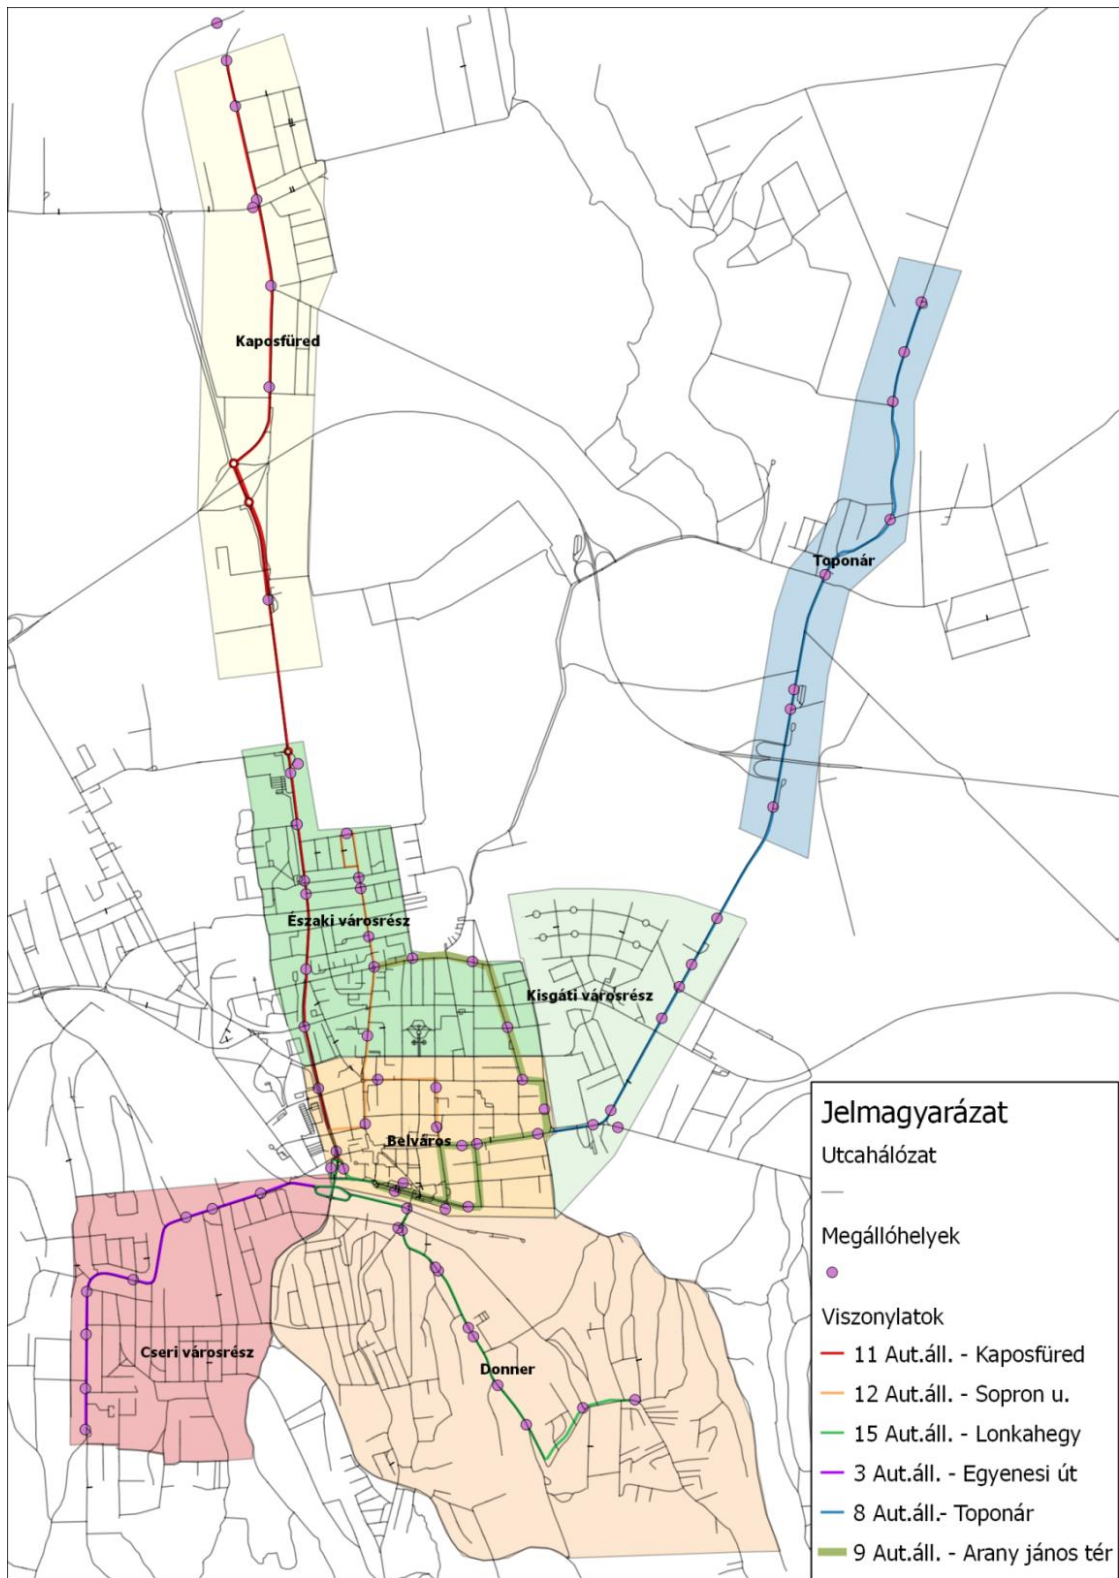 Kaposfüred
Toponár
Északi városrész
Kisgáti városrész
Belváros
Cseri városrész
Donner
Jelmagyarázat
Utcahálózat
Megállóhelyek
Viszonylatok
11 Aut.áll. - Kaposfüred
12 Aut.áll. - Sopron u.
15 Aut.áll. - Lonkahegy
3 Aut.áll. - Egyenesi út
8 Aut.áll.- Toponár
9 Aut.áll. - Arany jános tér